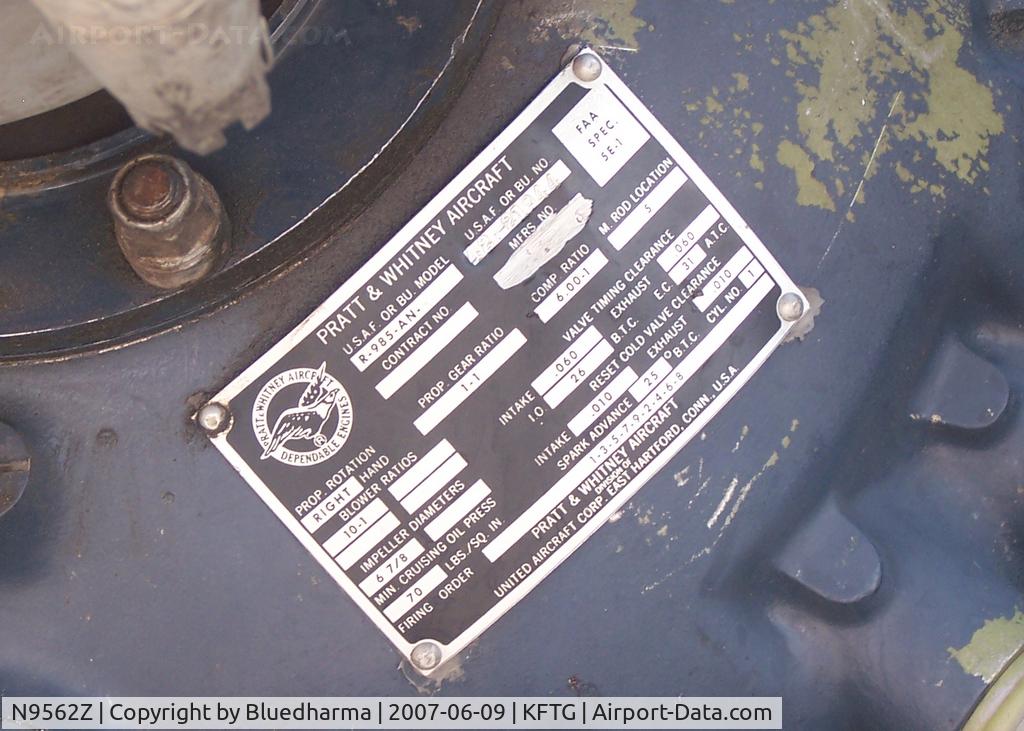 AIRPORT-DATA.COM
PRATT & WHITNEY AIRCRAFT
FAA
SPEC.
5E-1
U.S.A.F. OR BU. MODEL
R-985-AN-
U.S.A.F. OR BU. NO.
CONTRACT NO.
MFRS. NO.
PROP. GEAR RATIO
1-1
COMP RATIO
6.00-1
M. ROD LOCATION
5
PRATT & WHITNEY AIRCRAFT
DEPENDABLE ENGINES
®
VALVE TIMING CLEARANCE
INTAKE
.060
EXHAUST
.060
I.O.
26
B.T.C.
E.C.
31
A.T.C.
RESET COLD VALVE CLEARANCE
INTAKE
.010
EXHAUST
.010
SPARK ADVANCE
25
° B.T.C.
CYL. NO.
1
PROP. ROTATION
RIGHT HAND
BLOWER RATIOS
10-1
IMPELLER DIAMETERS
6 7/8
MIN. CRUISING OIL PRESS
70 LBS./SQ. IN.
FIRING ORDER
1-3-5-7-9-2-4-6-8
PRATT & WHITNEY AIRCRAFT
DIVISION OF
UNITED AIRCRAFT CORP. EAST HARTFORD, CONN., U.S.A.
N9562Z | Copyright by Bluedharma | 2007-06-09 | KFTG | Airport-Data.com